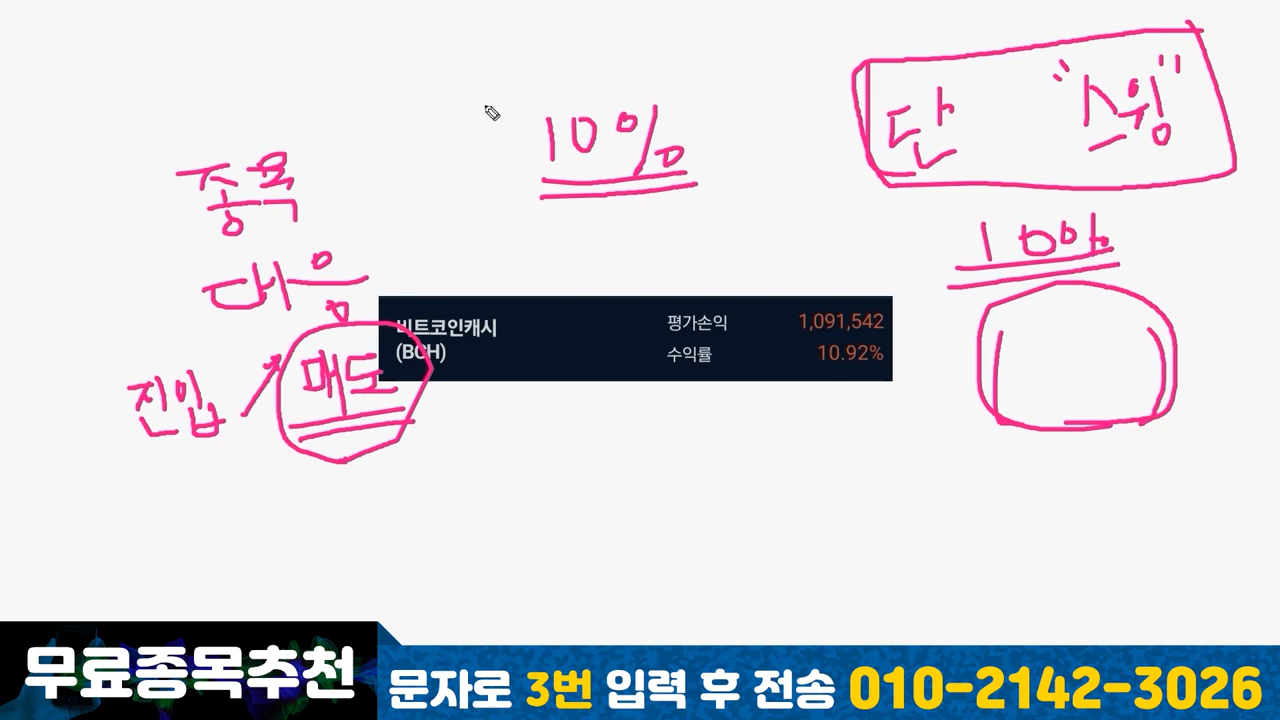 단 "스윙"
10%
종목
100%
대응
비트코인캐시 평가손익 1,091,542
(BCH) 수익률 10.92%
매도
진입
무료종목추천
문자로 3번 입력 후 전송 010-2142-3026